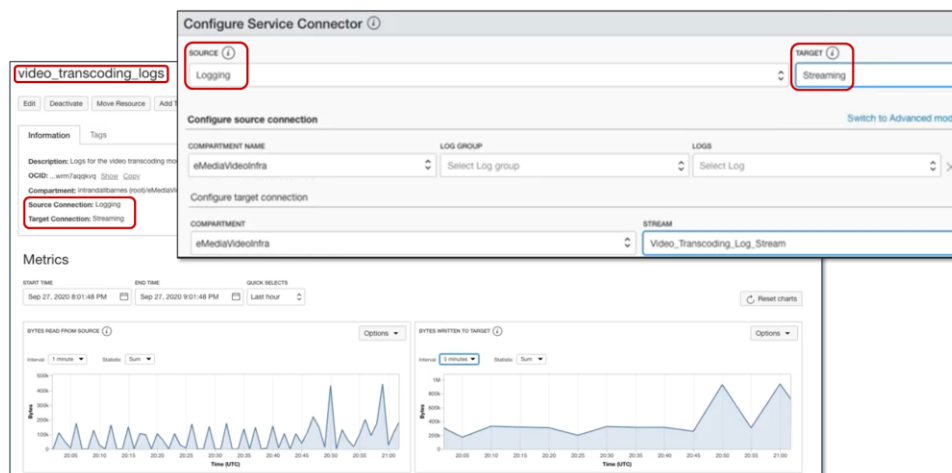 Configure Service Connector
SOURCE
TARGET
Logging
Streaming
Configure source connection
Switch to Advanced mod
COMPARTMENT NAME
LOG GROUP
LOGS
eMediaVideoInfra
Select Log group
Select Log
Configure target connection
COMPARTMENT
STREAM
eMediaVideoInfra
Video_Transcoding_Log_Stream
video_transcoding_logs
Edit
Deactivate
Move Resource
Add T
Information
Tags
Description: Logs for the video transcoding mo
OCID: ...wrm7aqqkvq Show Copy
Compartment: intrandallbarnes (root)/eMediaVi
Source Connection: Logging
Target Connection: Streaming
Metrics
START TIME
END TIME
QUICK SELECTS
Sep 27, 2020 8:01:48 PM
Sep 27, 2020 9:01:48 PM
Last hour
Reset charts
BYTES READ FROM SOURCE
Options
Interval 1 minute Statistic Sum
Bytes
500k
400k
300k
200k
100k
0
20:05 20:10 20:15 20:20 20:25 20:30 20:35 20:40 20:45 20:50 20:55 21:00
Time (UTC)
BYTES WRITTEN TO TARGET
Options
Interval 5 minutes Statistic Sum
Bytes
1M
800k
600k
400k
200k
0
20:05 20:10 20:15 20:20 20:25 20:30 20:35 20:40 20:45 20:50 20:55 21:00
Time (UTC)